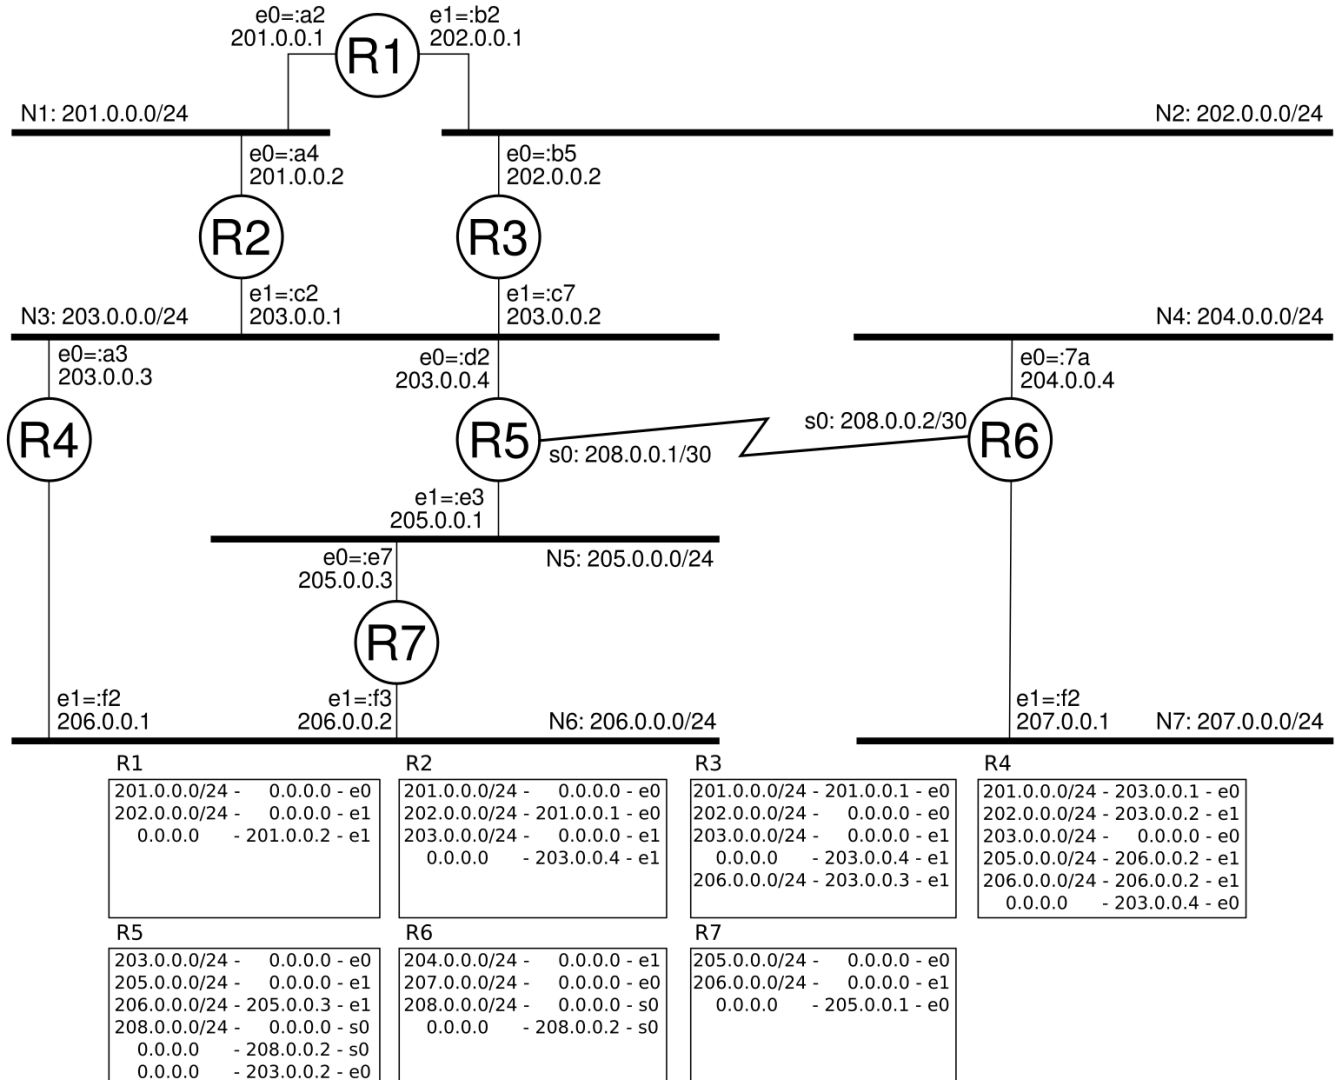 e0=:a2
201.0.0.1
R1
e1=:b2
202.0.0.1
N1: 201.0.0.0/24
N2: 202.0.0.0/24
e0=:a4
201.0.0.2
e0=:b5
202.0.0.2
R2
R3
e1=:c2
203.0.0.1
e1=:c7
203.0.0.2
N3: 203.0.0.0/24
N4: 204.0.0.0/24
e0=:a3
203.0.0.3
e0=:d2
203.0.0.4
e0=:7a
204.0.0.4
R4
R5
s0: 208.0.0.1/30
s0: 208.0.0.2/30
R6
e1=:e3
205.0.0.1
e0=:e7
205.0.0.3
N5: 205.0.0.0/24
R7
e1=:f2
206.0.0.1
e1=:f3
206.0.0.2
N6: 206.0.0.0/24
e1=:f2
207.0.0.1
N7: 207.0.0.0/24
R1
201.0.0.0/24 - 0.0.0.0 - e0
202.0.0.0/24 - 0.0.0.0 - e1
0.0.0.0 - 201.0.0.2 - e1
R2
201.0.0.0/24 - 0.0.0.0 - e0
202.0.0.0/24 - 201.0.0.1 - e0
203.0.0.0/24 - 0.0.0.0 - e1
0.0.0.0 - 203.0.0.4 - e1
R3
201.0.0.0/24 - 201.0.0.1 - e0
202.0.0.0/24 - 0.0.0.0 - e0
203.0.0.0/24 - 0.0.0.0 - e1
0.0.0.0 - 203.0.0.4 - e1
206.0.0.0/24 - 203.0.0.3 - e1
R4
201.0.0.0/24 - 203.0.0.1 - e0
202.0.0.0/24 - 203.0.0.2 - e1
203.0.0.0/24 - 0.0.0.0 - e0
205.0.0.0/24 - 206.0.0.2 - e1
206.0.0.0/24 - 206.0.0.2 - e1
0.0.0.0 - 203.0.0.4 - e0
R5
203.0.0.0/24 - 0.0.0.0 - e0
205.0.0.0/24 - 0.0.0.0 - e1
206.0.0.0/24 - 205.0.0.3 - e1
208.0.0.0/24 - 0.0.0.0 - s0
0.0.0.0 - 208.0.0.2 - s0
0.0.0.0 - 203.0.0.2 - e0
R6
204.0.0.0/24 - 0.0.0.0 - e1
207.0.0.0/24 - 0.0.0.0 - e0
208.0.0.0/24 - 0.0.0.0 - s0
0.0.0.0 - 208.0.0.2 - s0
R7
205.0.0.0/24 - 0.0.0.0 - e0
206.0.0.0/24 - 0.0.0.0 - e1
0.0.0.0 - 205.0.0.1 - e0